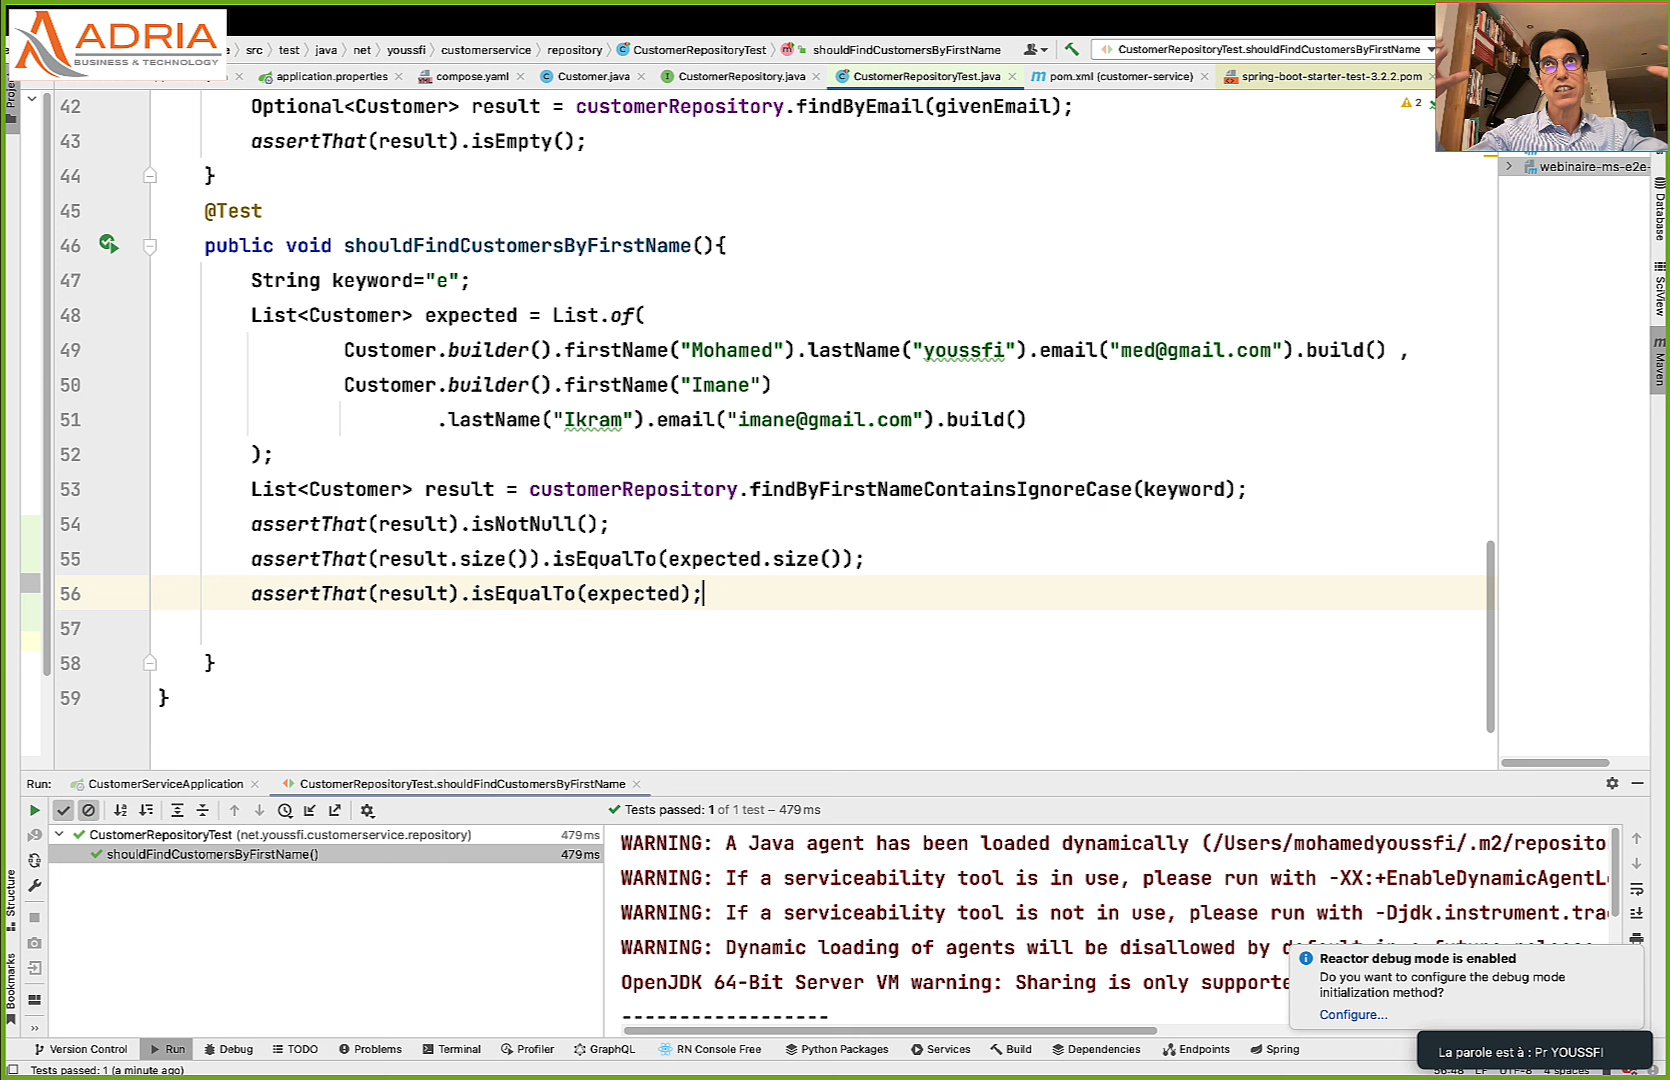 ADRIA
BUSINESS & TECHNOLOGY
src test java net youssfi customerservice repository CustomerRepositoryTest shouldFindCustomersByFirstName CustomerRepositoryTest.shouldFindCustomersByFirstName
application.properties compose.yaml Customer.java CustomerRepository.java CustomerRepositoryTest.java pom.xml (customer-service) spring-boot-starter-test-3.2.2.pom
2
webinaire-ms-e2e-
Database
SciView
Maven
42 Optional<Customer> result = customerRepository.findByEmail(givenEmail);
43 assertThat(result).isEmpty();
44 }
45 @Test
46 public void shouldFindCustomersByFirstName(){
47 String keyword="e";
48 List<Customer> expected = List.of(
49 Customer.builder().firstName("Mohamed").lastName("youssfi").email("med@gmail.com").build() ,
50 Customer.builder().firstName("Imane")
51 .lastName("Ikram").email("imane@gmail.com").build()
52 );
53 List<Customer> result = customerRepository.findByFirstNameContainsIgnoreCase(keyword);
54 assertThat(result).isNotNull();
55 assertThat(result.size()).isEqualTo(expected.size());
56 assertThat(result).isEqualTo(expected);
57
58 }
59 }
Run: CustomerServiceApplication CustomerRepositoryTest.shouldFindCustomersByFirstName
Tests passed: 1 of 1 test – 479 ms
CustomerRepositoryTest (net.youssfi.customerservice.repository) 479 ms
shouldFindCustomersByFirstName() 479 ms
WARNING: A Java agent has been loaded dynamically (/Users/mohamedyoussfi/.m2/reposito
WARNING: If a serviceability tool is in use, please run with -XX:+EnableDynamicAgentL
WARNING: If a serviceability tool is not in use, please run with -Djdk.instrument.tra
WARNING: Dynamic loading of agents will be disallowed by default in a future release
OpenJDK 64-Bit Server VM warning: Sharing is only supporte
------------------
Structure
Bookmarks
Reactor debug mode is enabled
Do you want to configure the debug mode
initialization method?
Configure...
Version Control Run Debug TODO Problems Terminal Profiler GraphQL RN Console Free Python Packages Services Build Dependencies Endpoints Spring
La parole est à : Pr YOUSSFI
Tests passed: 1 (a minute ago) 56:48 LF UTF-8 4 spaces